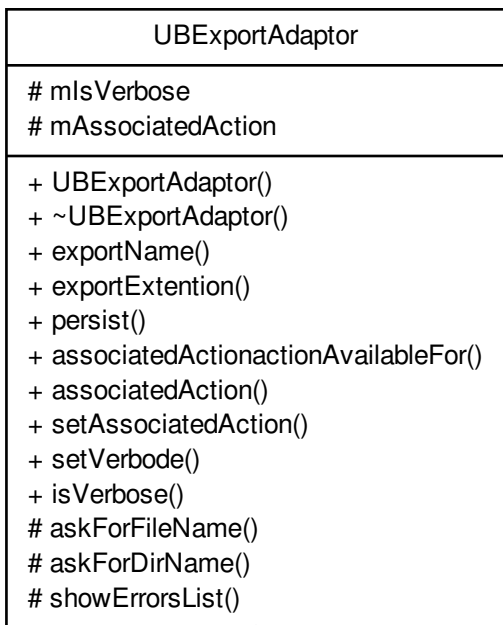 UBExportAdaptor
# mIsVerbose
# mAssociatedAction
+ UBExportAdaptor()
+ ~UBExportAdaptor()
+ exportName()
+ exportExtention()
+ persist()
+ associatedActionactionAvailableFor()
+ associatedAction()
+ setAssociatedAction()
+ setVerbode()
+ isVerbose()
# askForFileName()
# askForDirName()
# showErrorsList()